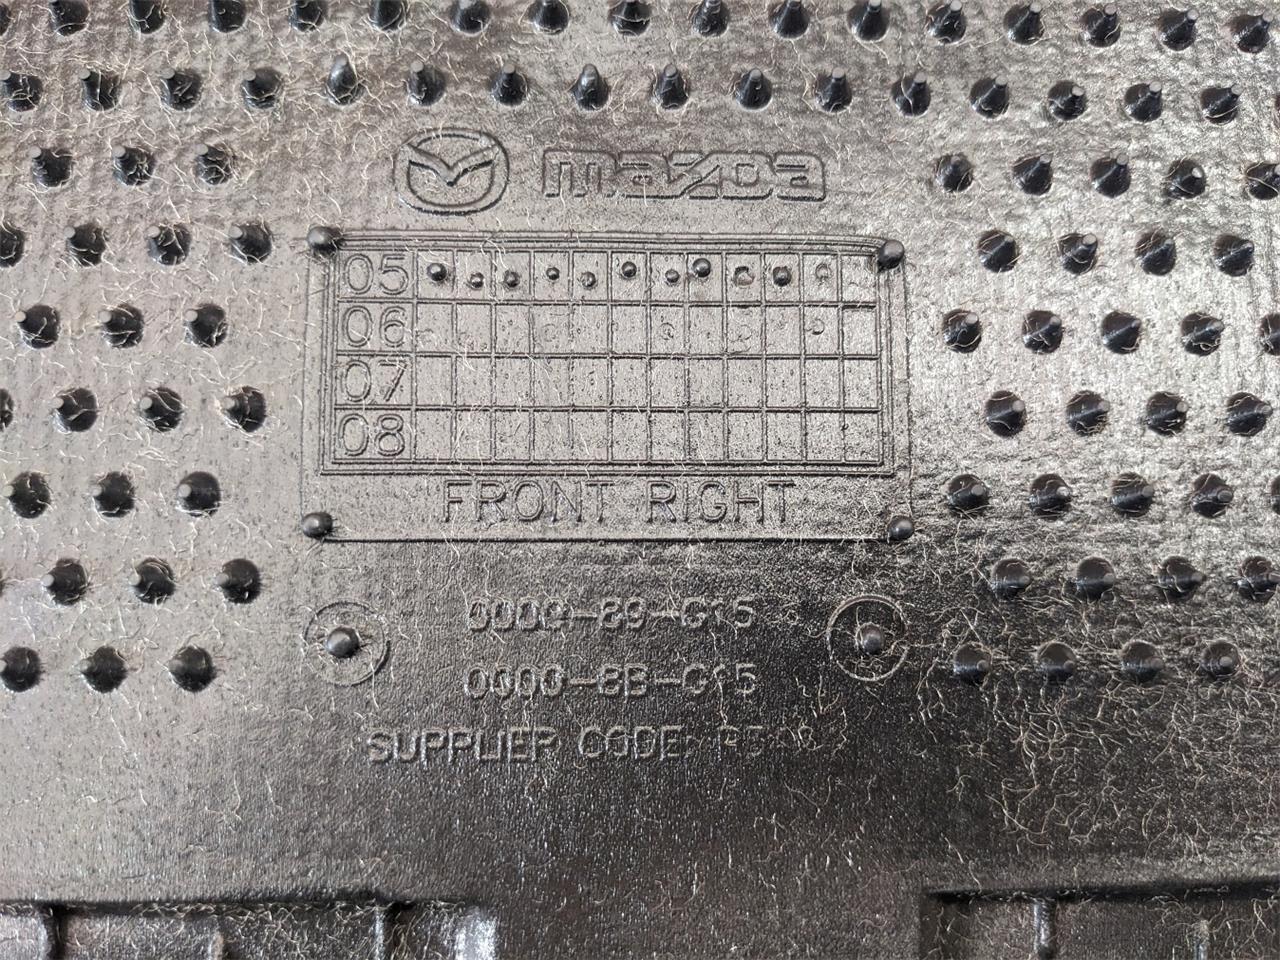 mazda
05
06
07
08
FRONT RIGHT
0000-89-G15
0000-8B-G15
SUPPLIER CODE